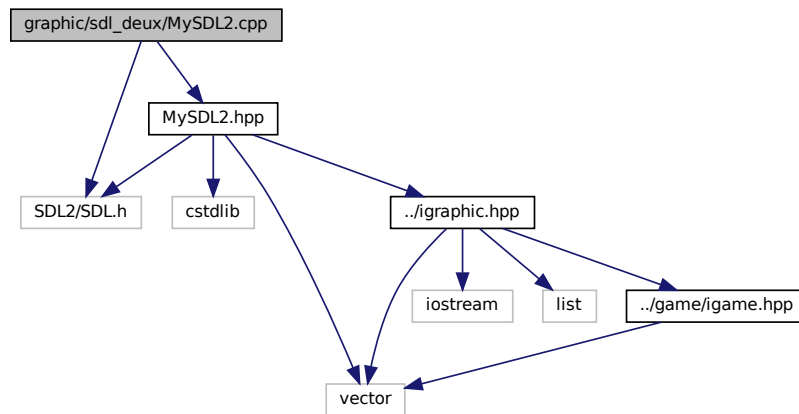 graphic/sdl_deux/MySDL2.cpp
MySDL2.hpp
SDL2/SDL.h
cstdlib
../igraphic.hpp
iostream
list
../game/igame.hpp
vector